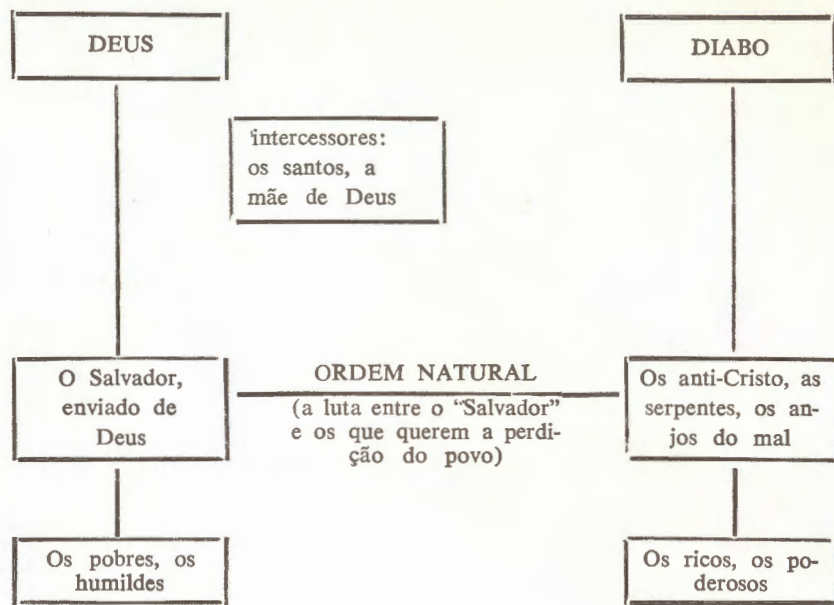 DEUS
DIABO
intercessores:
os santos, a
mãe de Deus
O Salvador,
enviado de
Deus
ORDEM NATURAL
(a luta entre o "Salvador"
e os que querem a perdi-
ção do povo)
Os anti-Cristo, as
serpentes, os an-
jos do mal
Os pobres, os
humildes
Os ricos, os po-
derosos